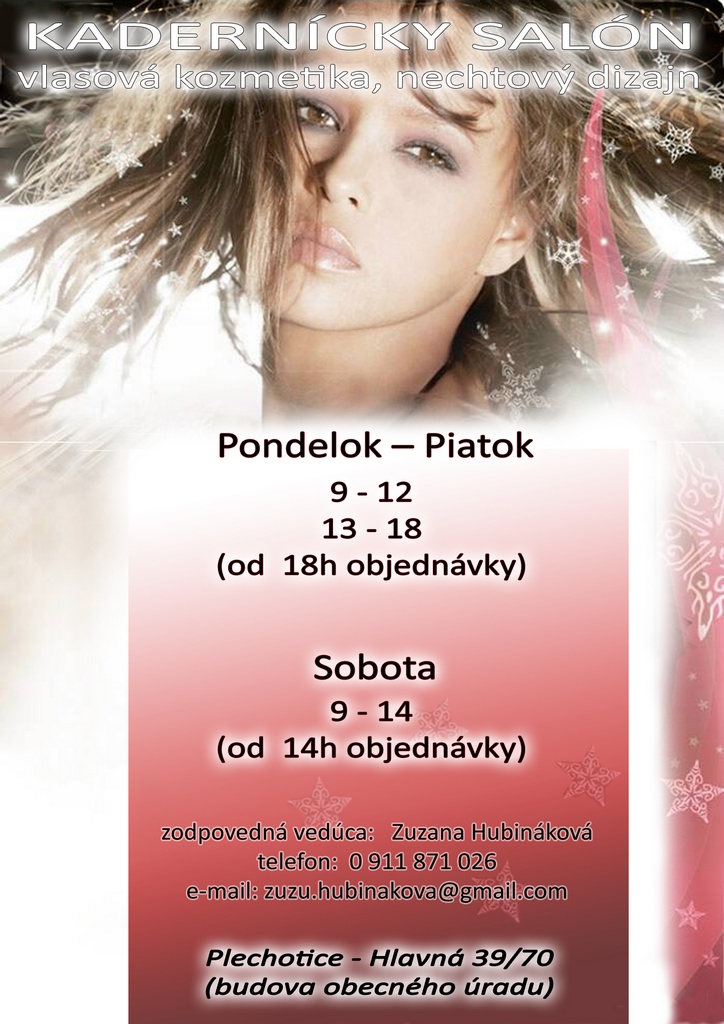 KADERNÍCKY SALÓN
vlasová kozmetika, nechtový dizajn
Pondelok – Piatok
9 - 12
13 - 18
(od 18h objednávky)
Sobota
9 - 14
(od 14h objednávky)
zodpovedná vedúca: Zuzana Hubináková
telefon: 0 911 871 026
e-mail: zuzu.hubinakova@gmail.com
Plechotice - Hlavná 39/70
(budova obecného úradu)